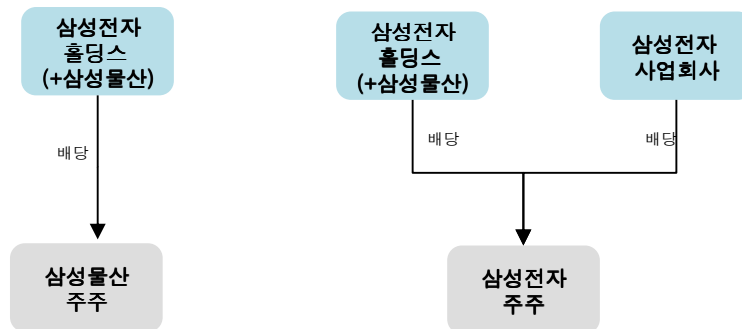 삼성전자
홀딩스
(+삼성물산)
배당
삼성물산
주주
삼성전자
홀딩스
(+삼성물산)
삼성전자
사업회사
배당
배당
삼성전자
주주